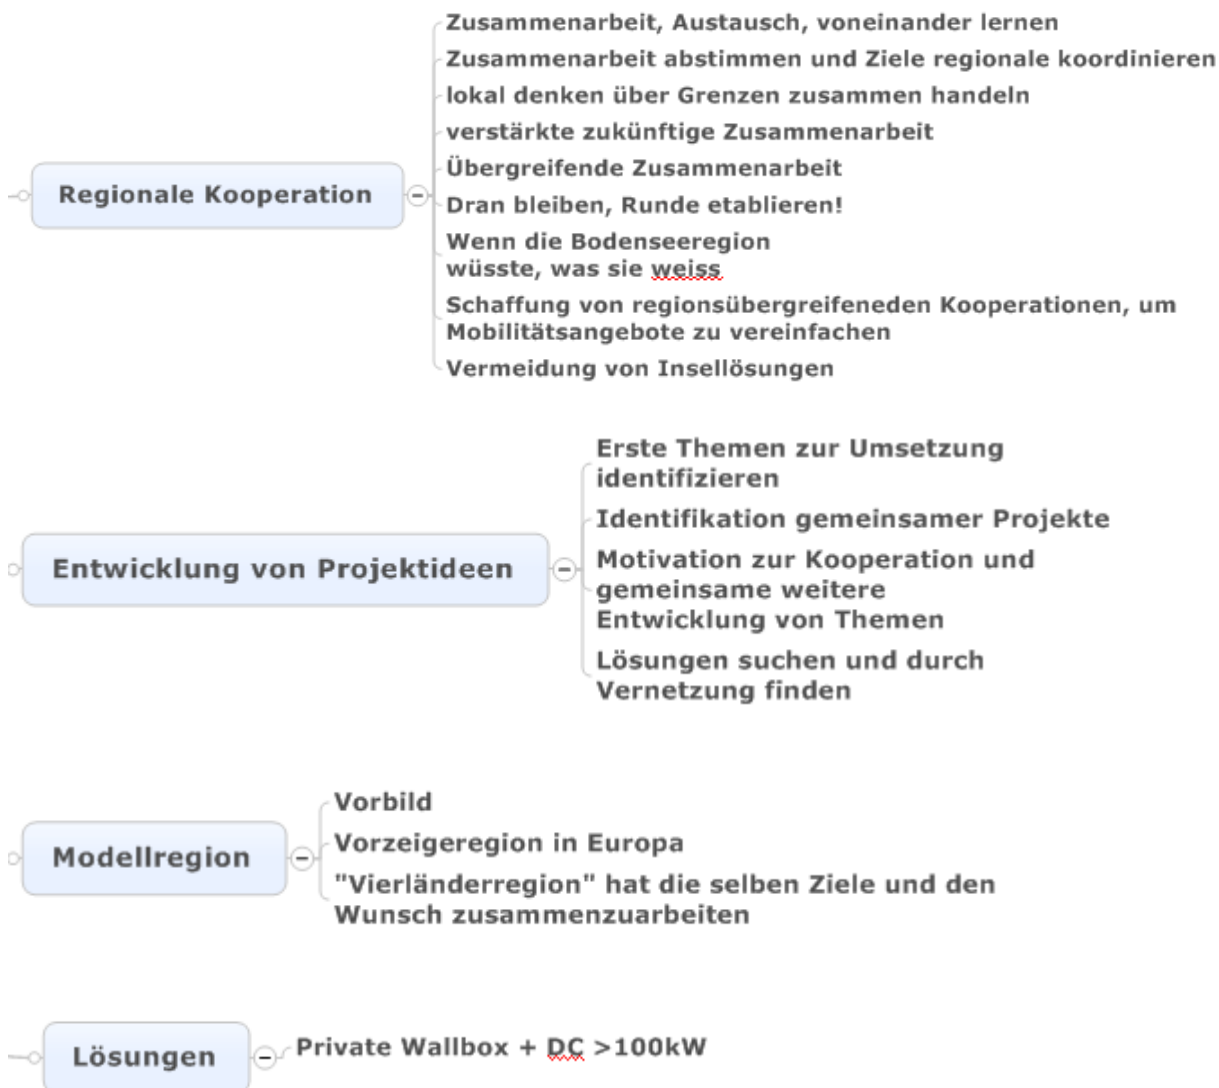 Zusammenarbeit, Austausch, voneinander lernen
Zusammenarbeit abstimmen und Ziele regionale koordinieren
lokal denken über Grenzen zusammen handeln
verstärkte zukünftige Zusammenarbeit
Übergreifende Zusammenarbeit
Regionale Kooperation
Dran bleiben, Runde etablieren!
Wenn die Bodenseeregion
wüsste, was sie weiss
Schaffung von regionsübergreifeneden Kooperationen, um
Mobilitätsangebote zu vereinfachen
Vermeidung von Insellösungen
Erste Themen zur Umsetzung
identifizieren
Identifikation gemeinsamer Projekte
Entwicklung von Projektideen
Motivation zur Kooperation und
gemeinsame weitere
Entwicklung von Themen
Lösungen suchen und durch
Vernetzung finden
Vorbild
Modellregion
Vorzeigeregion in Europa
"Vierländerregion" hat die selben Ziele und den
Wunsch zusammenzuarbeiten
Lösungen
Private Wallbox + DC >100kW